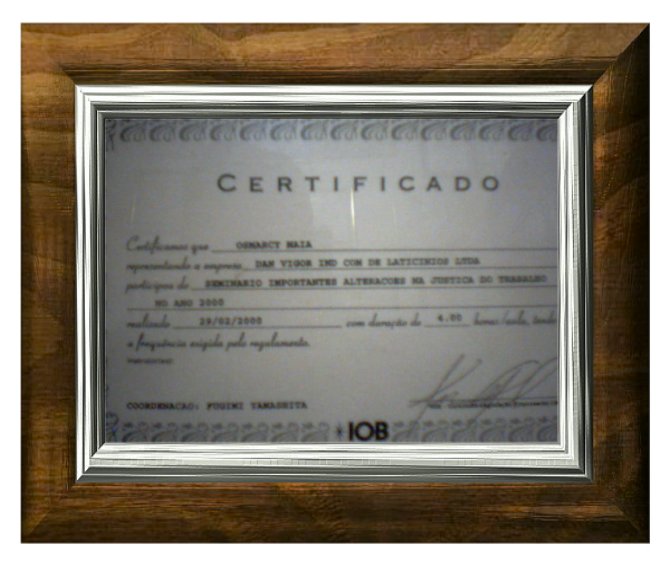 CERTIFICADO
Certificamos que OSMARCY MAIA
representando a empresa DAN VIGOR IND COM DE LATICINIOS LTDA
participou do SEMINARIO IMPORTANTES ALTERACOES NA JUSTICA DO TRABALHO
NO ANO 2000
realizado 29/02/2000 com duração de 4.00 horas/aula, tendo
a frequência exigida pelo regulamento.
COORDENACAO: FUGIMI YAMASHITA
*IOB